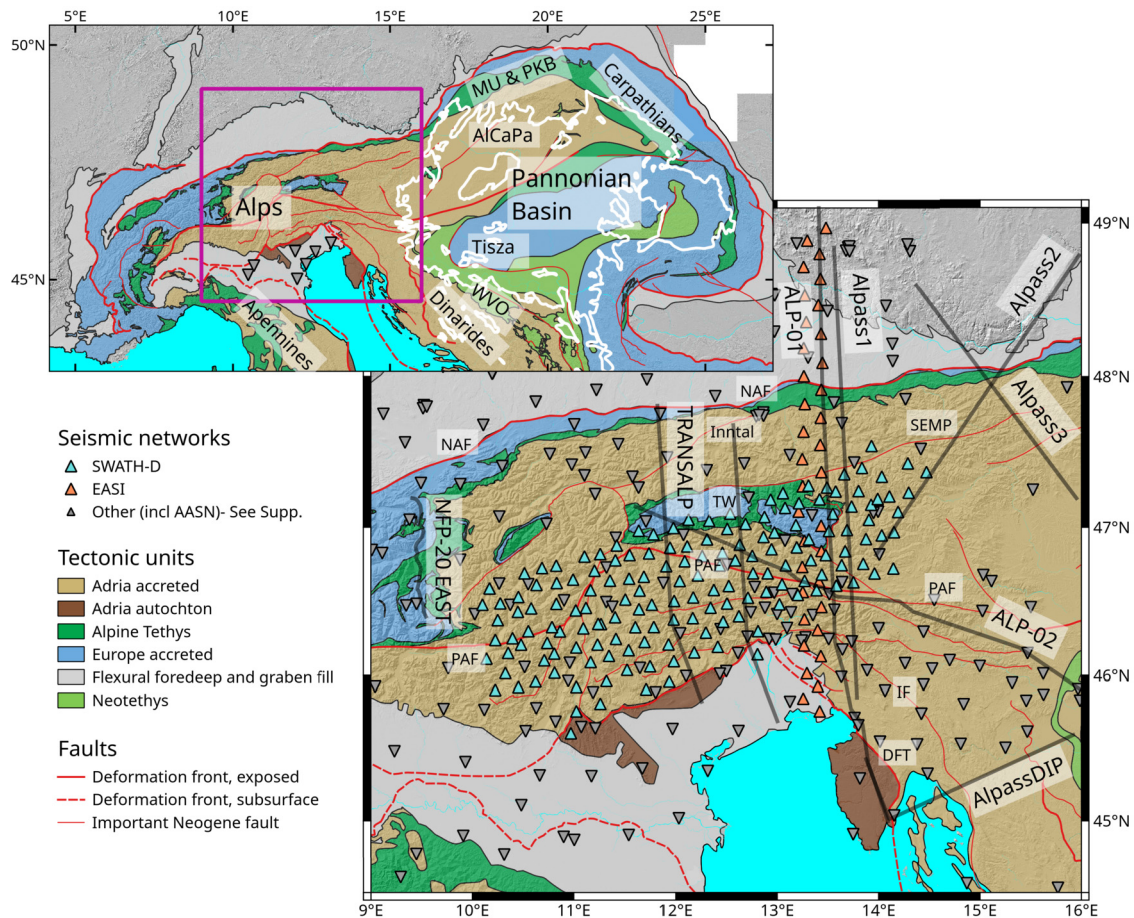 5°E
10°E
15°E
20°E
25°E
50°N
45°N
MU & PKB
Carpathians
AlCaPa
Pannonian
Basin
Alps
Tisza
WVO
Dinarides
Apennines
49°N
48°N
47°N
46°N
45°N
ALP-01
Alpass1
Alpass2
Alpass3
NAF
NAF
TRANSALP
Inntal
SEMP
TW
NFP-20 EAST
PAF
PAF
PAF
ALP-02
IF
DFT
AlpassDIP
9°E
10°E
11°E
12°E
13°E
14°E
15°E
16°E
Seismic networks
SWATH-D
EASI
Other (incl AASN)- See Supp.
Tectonic units
Adria accreted
Adria autochton
Alpine Tethys
Europe accreted
Flexural foredeep and graben fill
Neotethys
Faults
Deformation front, exposed
Deformation front, subsurface
Important Neogene fault